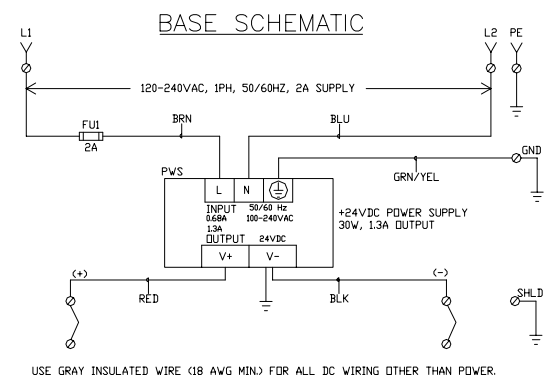 BASE SCHEMATIC
L1
L2 PE
120-240VAC, 1PH, 50/60HZ, 2A SUPPLY
FU1
2A
BRN
BLU
GND
GRN/YEL
PWS
L N
INPUT 50/60 Hz
0.68A 100-240VAC
1.3A
OUTPUT 24VDC
V+ V-
+24VDC POWER SUPPLY
30W, 1.3A OUTPUT
(+)
RED
BLK
(-)
SHLD
USE GRAY INSULATED WIRE (18 AWG MIN.) FOR ALL DC WIRING OTHER THAN POWER.